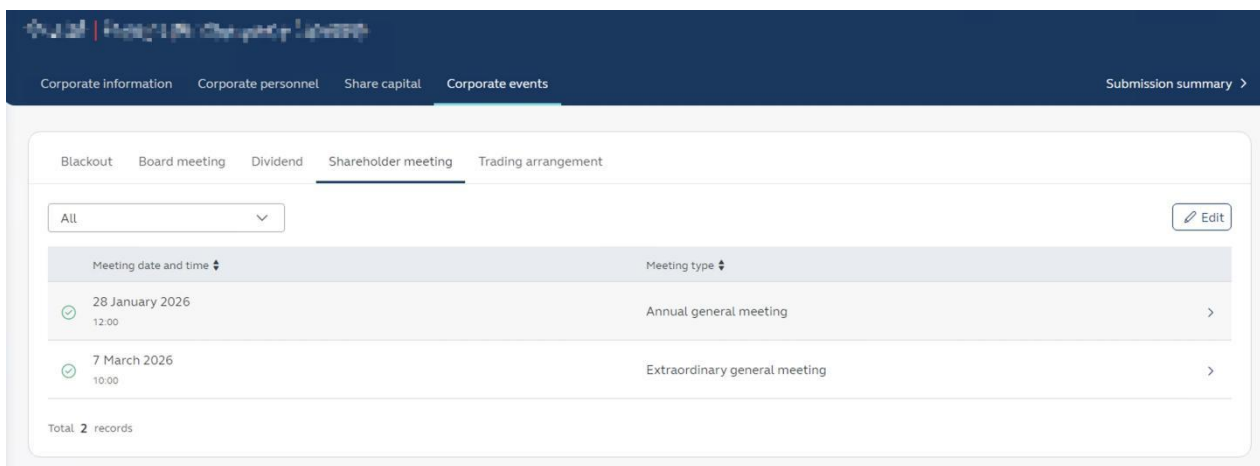 Corporate information Corporate personnel Share capital Corporate events Submission summary
Blackout Board meeting Dividend Shareholder meeting Trading arrangement
All Edit
Meeting date and time Meeting type
28 January 2026
12:00
Annual general meeting
7 March 2026
10:00
Extraordinary general meeting
Total 2 records